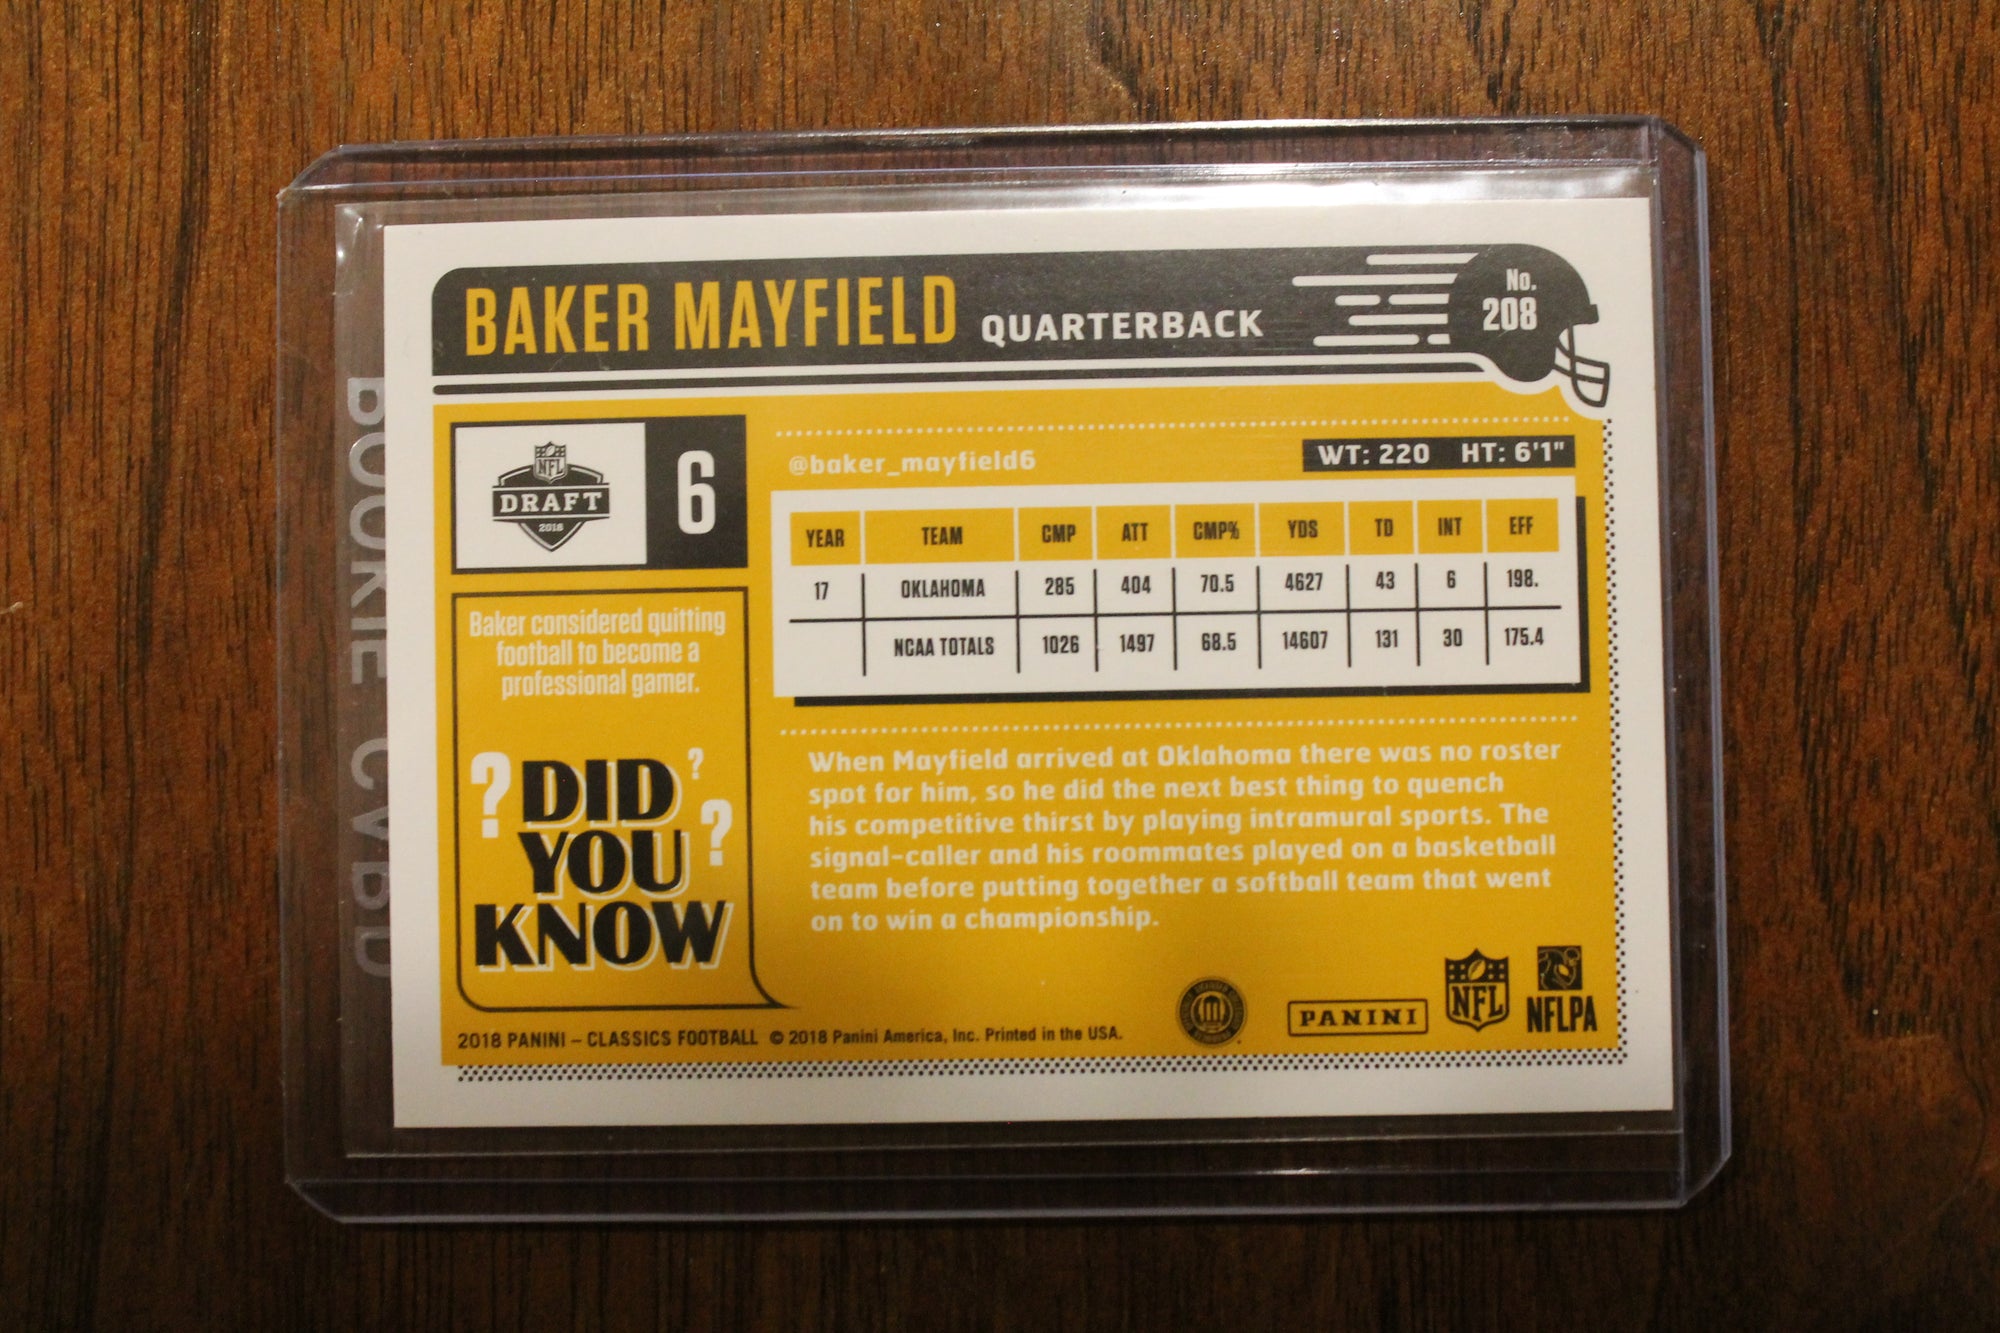 BAKER MAYFIELD QUARTERBACK
No.
208
NFL
DRAFT
2018
6
@baker_mayfield6
WT: 220 HT: 6'1"
YEAR TEAM CMP ATT CMP% YDS TD INT EFF
17 OKLAHOMA 285 404 70.5 4627 43 6 198.
NCAA TOTALS 1026 1497 68.5 14607 131 30 175.4
Baker considered quitting
football to become a
professional gamer.
? DID ?
YOU ?
KNOW
When Mayfield arrived at Oklahoma there was no roster
spot for him, so he did the next best thing to quench
his competitive thirst by playing intramural sports. The
signal-caller and his roommates played on a basketball
team before putting together a softball team that went
on to win a championship.
PANINI
NFL
NFLPA
2018 PANINI – CLASSICS FOOTBALL © 2018 Panini America, Inc. Printed in the USA.